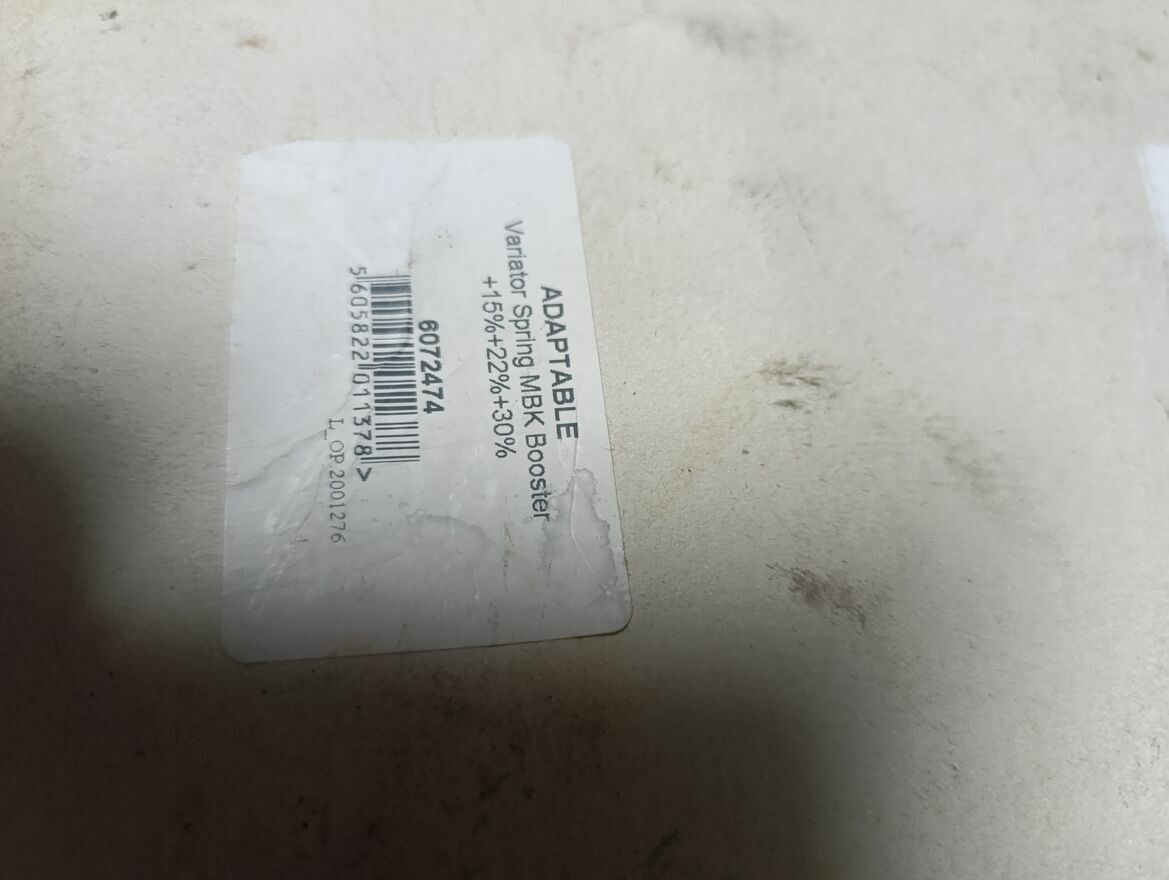 ADAPTABLE
Variator Spring MBK Booster
+15%+22%+30%
6072474
5 605822 011378 >
L_OP 2001276